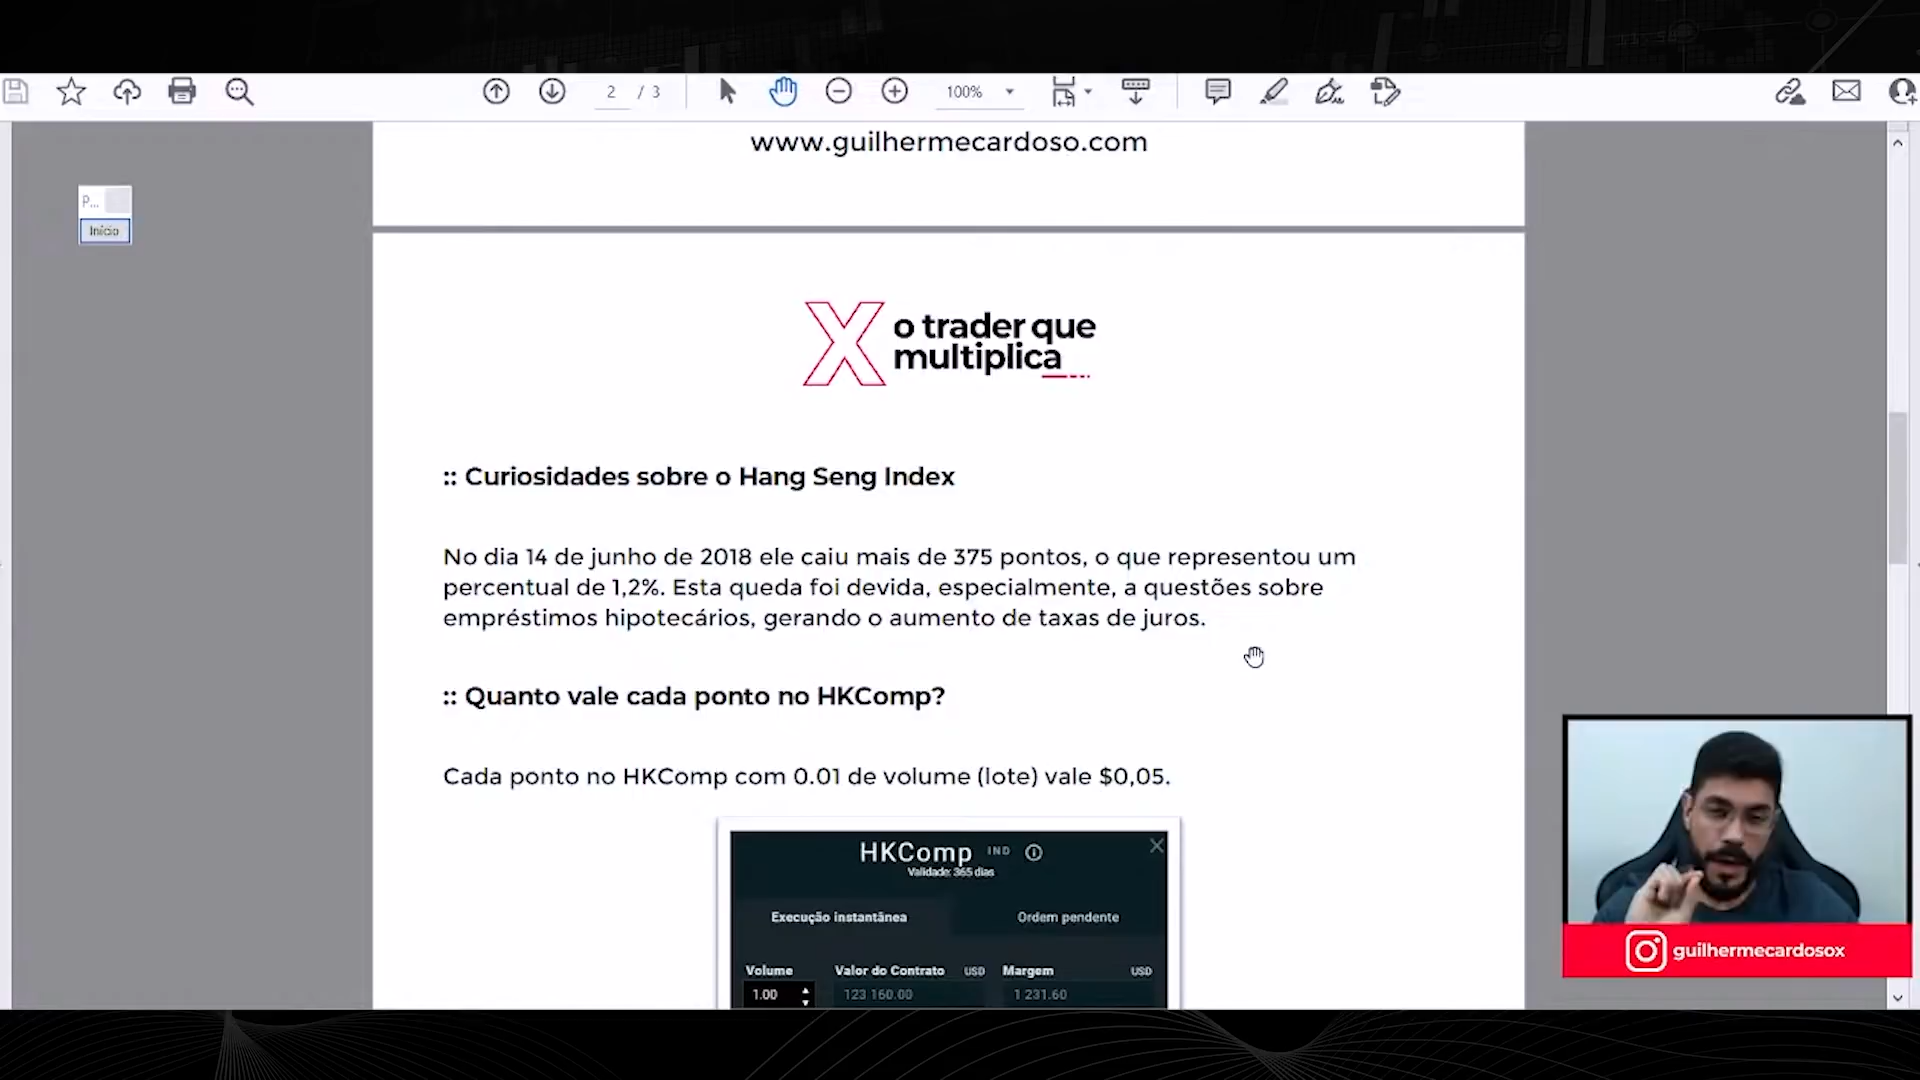 2 / 3
100%
www.guilhermecardoso.com
P...
Início
X o trader que
multiplica
:: Curiosidades sobre o Hang Seng Index
No dia 14 de junho de 2018 ele caiu mais de 375 pontos, o que representou um
percentual de 1,2%. Esta queda foi devida, especialmente, a questões sobre
empréstimos hipotecários, gerando o aumento de taxas de juros.
:: Quanto vale cada ponto no HKComp?
Cada ponto no HKComp com 0.01 de volume (lote) vale $0,05.
HKComp IND
Validade: 365 dias
Execução instantânea Ordem pendente
Volume Valor do Contrato USD Margem USD
1.00 123 160.00 1 231.60
guilhermecardosox